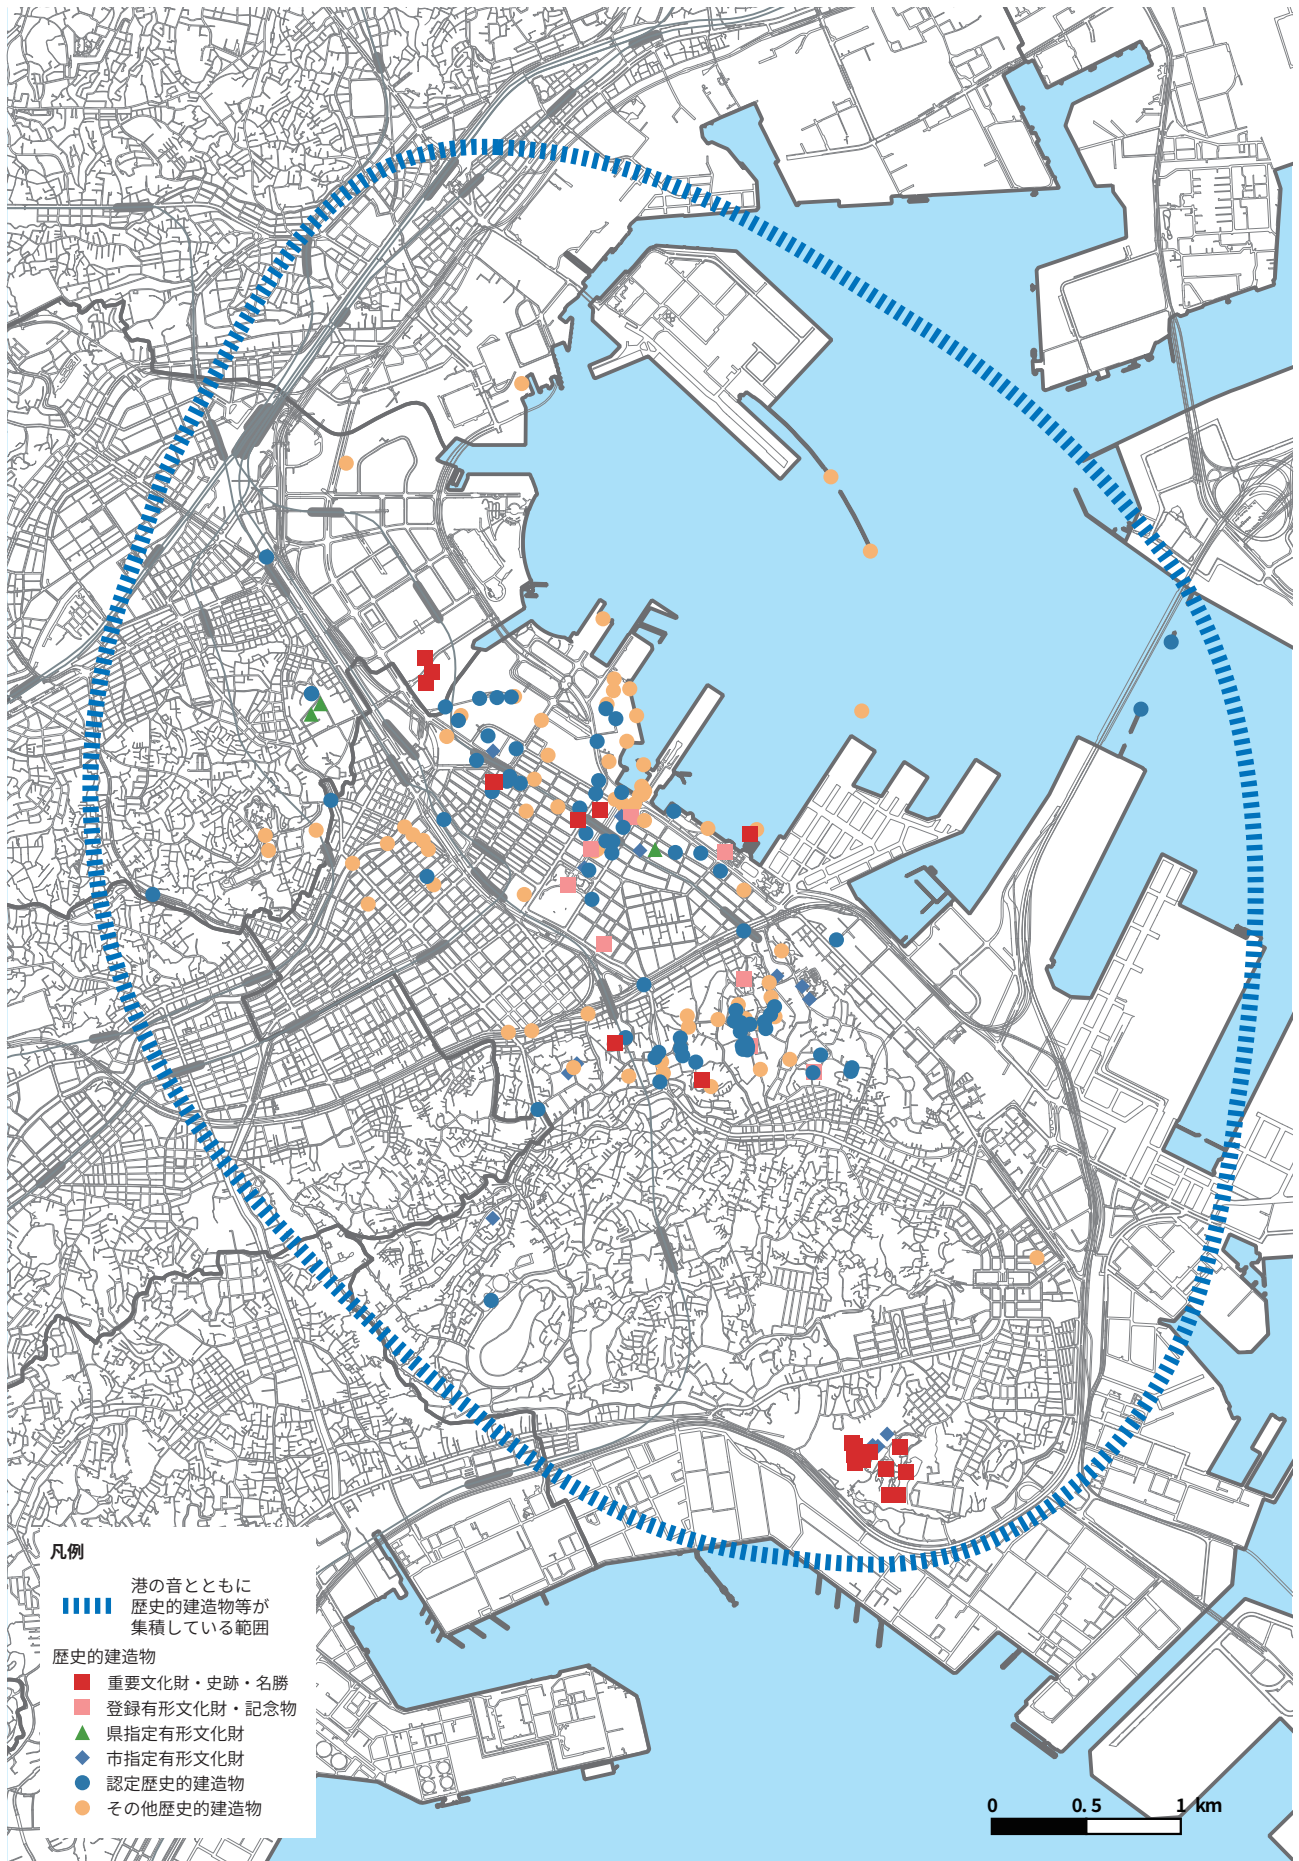 凡例
港の音とともに
歴史的建造物等が
集積している範囲
歴史的建造物
重要文化財・史跡・名勝
登録有形文化財・記念物
県指定有形文化財
市指定有形文化財
認定歴史的建造物
その他歴史的建造物
0 0.5 1 km